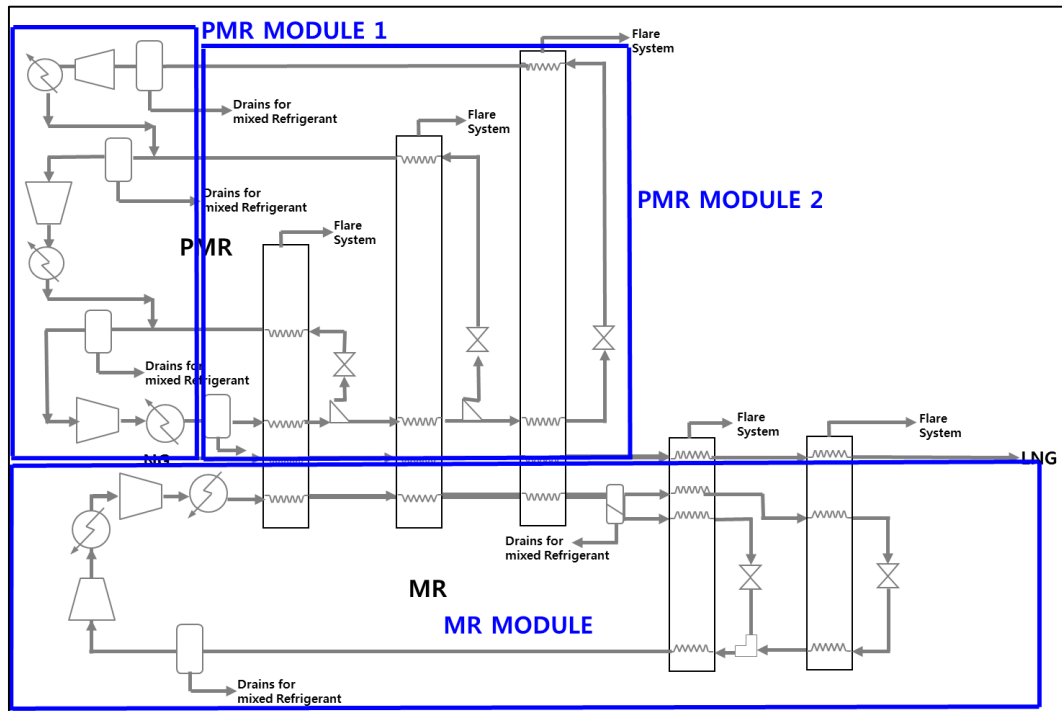 PMR MODULE 1
Flare
System
Drains for
mixed Refrigerant
Flare
System
Drains for
mixed Refrigerant
PMR MODULE 2
Flare
System
PMR
Drains for
mixed Refrigerant
Flare
System
Flare
System
NG
LNG
Drains for
mixed Refrigerant
MR
MR MODULE
Drains for
mixed Refrigerant